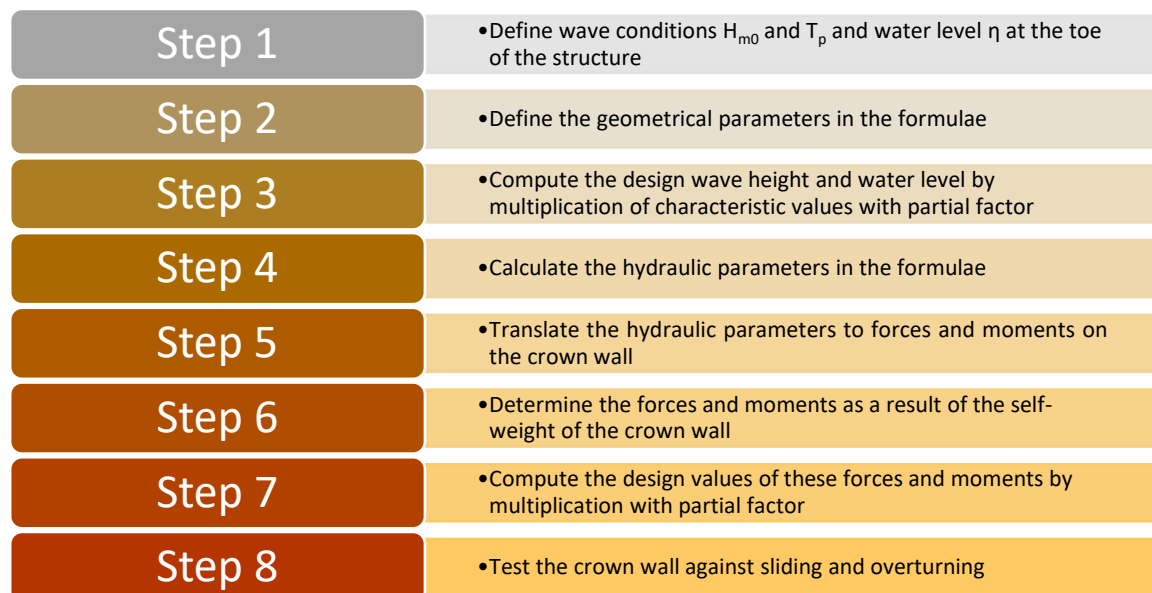 Step 1
•Define wave conditions Hm0 and Tp and water level η at the toe
of the structure
Step 2
•Define the geometrical parameters in the formulae
Step 3
•Compute the design wave height and water level by
multiplication of characteristic values with partial factor
Step 4
•Calculate the hydraulic parameters in the formulae
Step 5
•Translate the hydraulic parameters to forces and moments on
the crown wall
Step 6
•Determine the forces and moments as a result of the self-
weight of the crown wall
Step 7
•Compute the design values of these forces and moments by
multiplication with partial factor
Step 8
•Test the crown wall against sliding and overturning